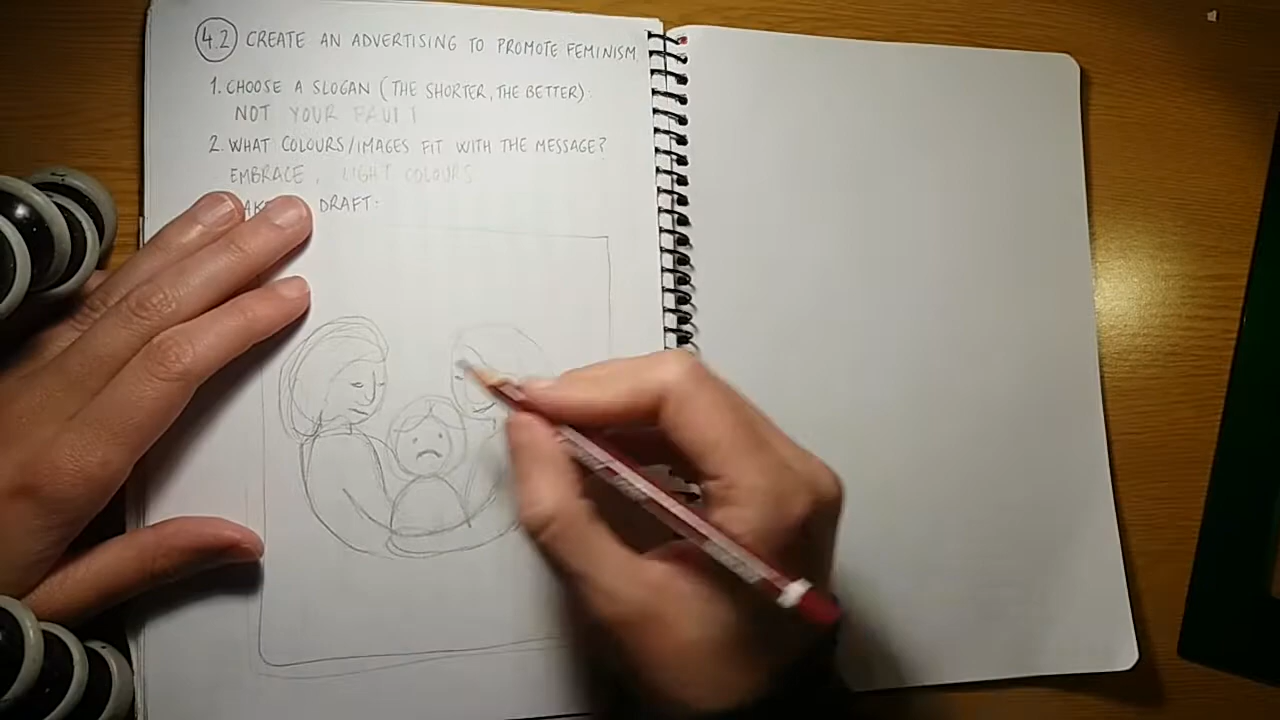 4.2 CREATE AN ADVERTISING TO PROMOTE FEMINISM
1. CHOOSE A SLOGAN (THE SHORTER, THE BETTER):
NOT YOUR FAULT
2. WHAT COLOURS/IMAGES FIT WITH THE MESSAGE?
EMBRACE, LIGHT COLOURS
DRAFT: